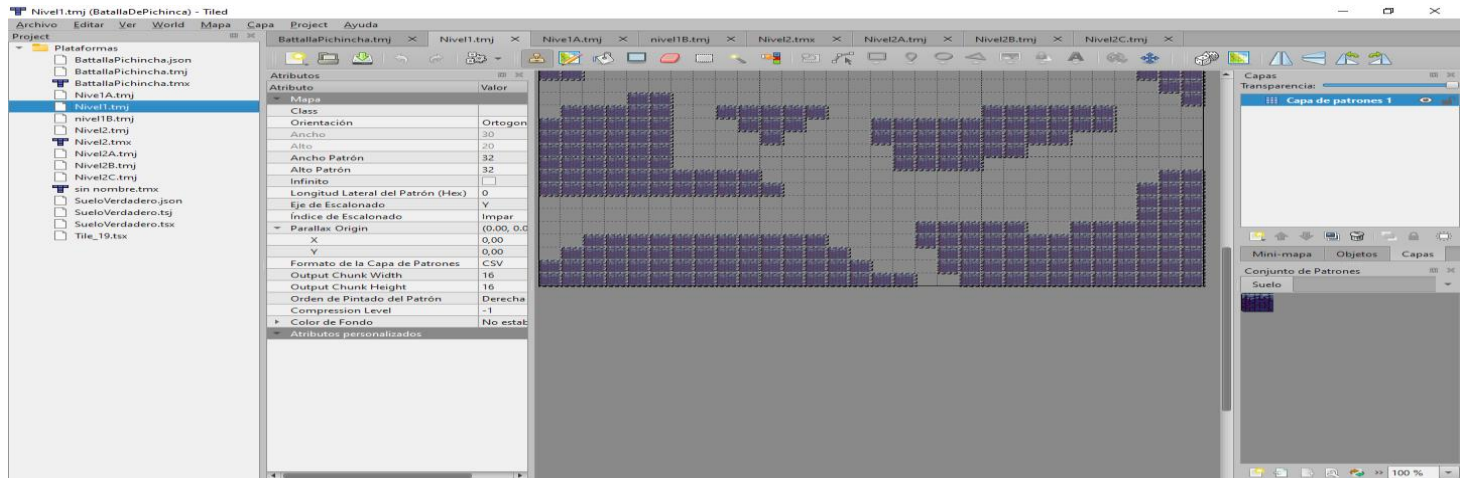 Nivel1.tmj (BatallaDePichinca) - Tiled
Archivo Editar Ver World Mapa Capa Project Ayuda
Project
Plataformas
BattallaPichincha.json
BattallaPichincha.tmj
BattallaPichincha.tmx
Nive1A.tmj
Nivel1.tmj
nivel1B.tmj
Nivel2.tmj
Nivel2.tmx
Nivel2A.tmj
Nivel2B.tmj
Nivel2C.tmj
sin nombre.tmx
SueloVerdadero.json
SueloVerdadero.tsj
SueloVerdadero.tsx
Tile_19.tsx
BattallaPichincha.tmj Nivel1.tmj Nive1A.tmj nivel1B.tmj Nivel2.tmx Nivel2A.tmj Nivel2B.tmj Nivel2C.tmj
Atributos
Atributo Valor
Mapa
Class
Orientación Ortogon
Ancho 30
Alto 20
Ancho Patrón 32
Alto Patrón 32
Infinito
Longitud Lateral del Patrón (Hex) 0
Eje de Escalonado Y
Índice de Escalonado Impar
Parallax Origin (0.00, 0.0
X 0,00
Y 0,00
Formato de la Capa de Patrones CSV
Output Chunk Width 16
Output Chunk Height 16
Orden de Pintado del Patrón Derecha
Compression Level -1
Color de Fondo No estab
Atributos personalizados
Capas
Transparencia:
Capa de patrones 1
Mini-mapa Objetos Capas
Conjunto de Patrones
Suelo
100 %